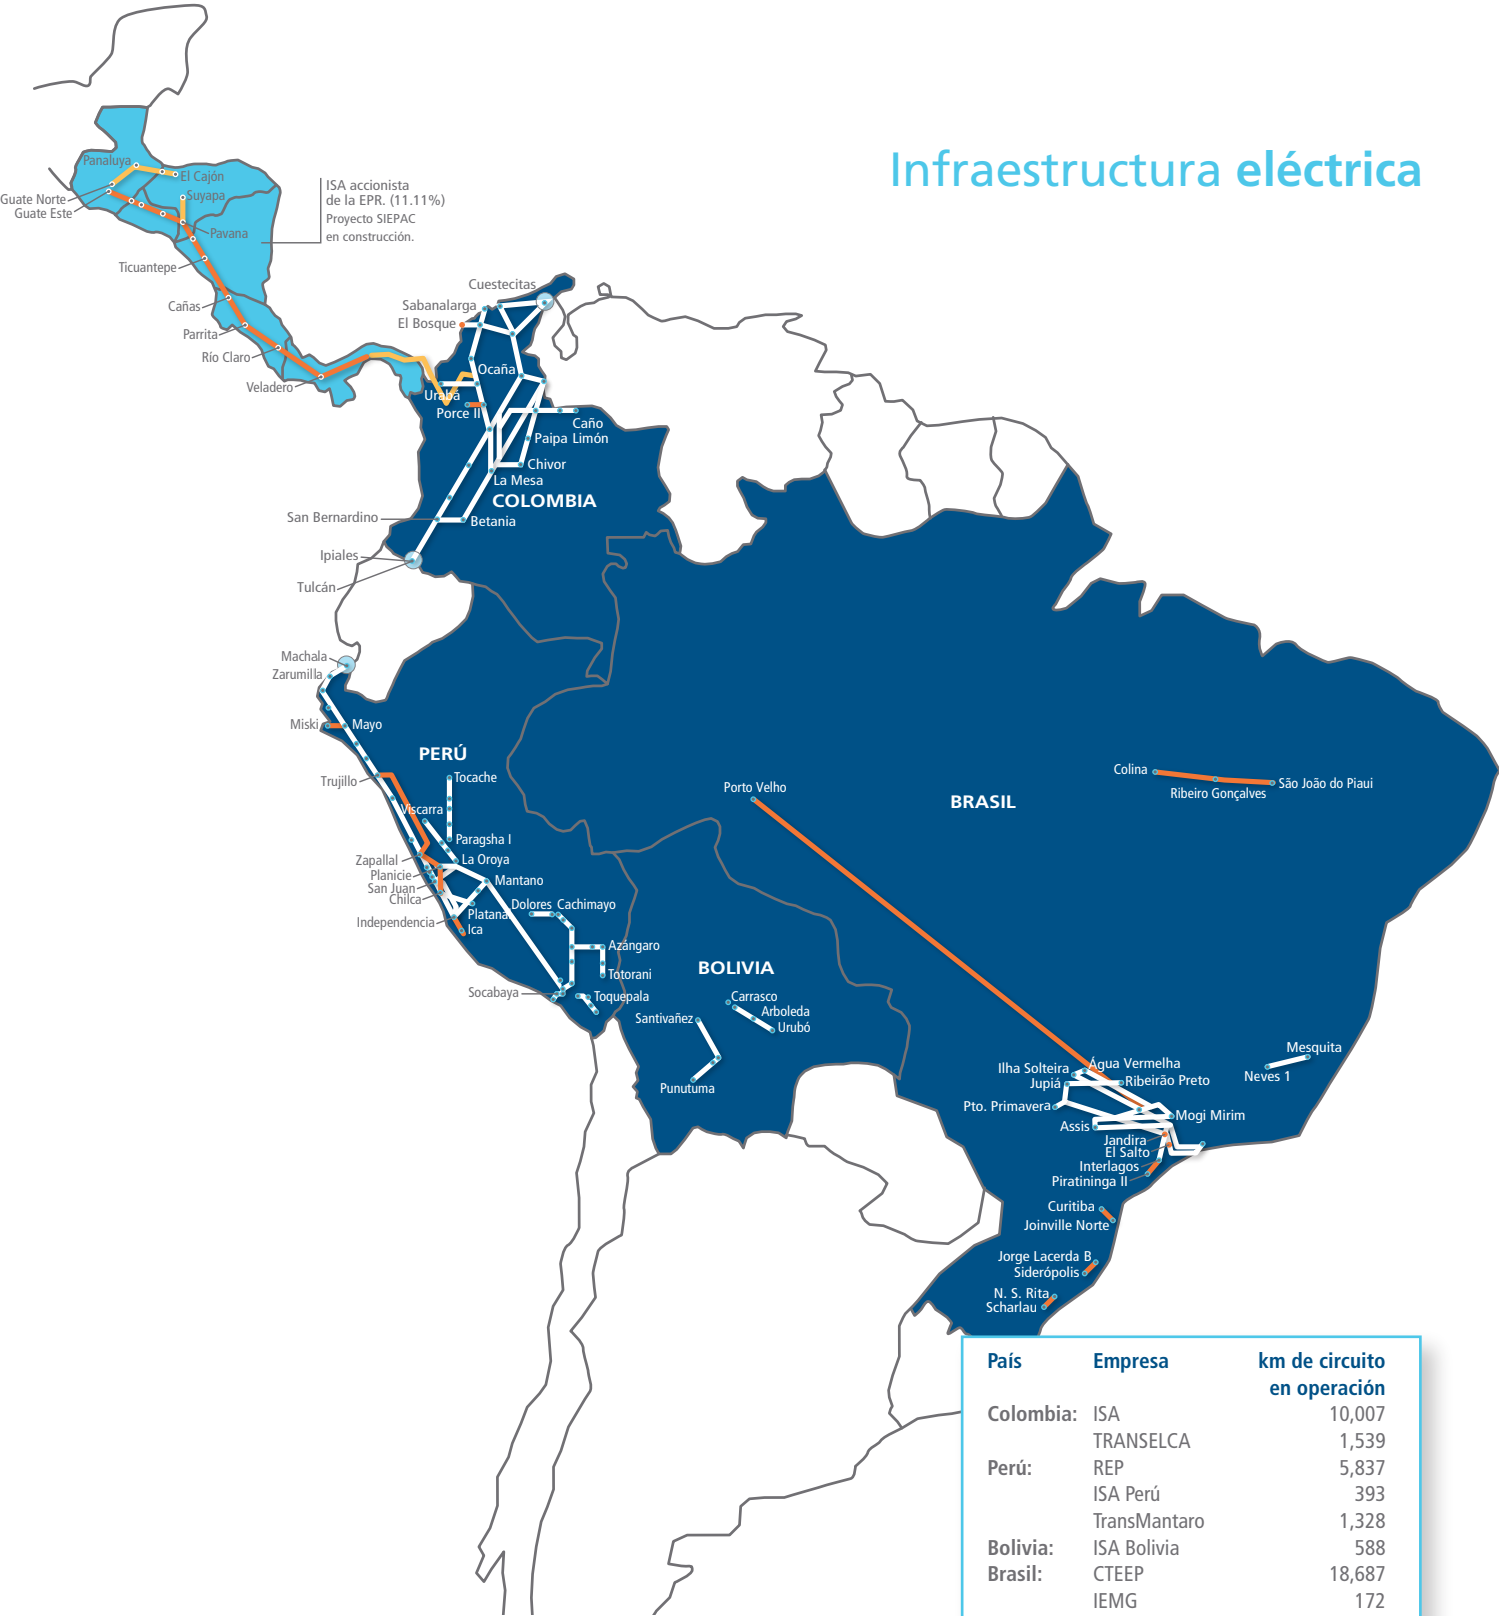 Infraestructura eléctrica
Panaluya
El Cajón
Guate Norte
Guate Este
Suyapa
Pavana
ISA accionista
de la EPR. (11.11%)
Proyecto SIEPAC
en construcción.
Ticuantepe
Cañas
Parrita
Río Claro
Veladero
Cuestecitas
Sabanalarga
El Bosque
Ocaña
Urabá
Porce II
Caño
Limón
Paipa
Chivor
La Mesa
COLOMBIA
San Bernardino
Betania
Ipiales
Tulcán
Machala
Zarumilla
Miski
Mayo
PERÚ
Trujillo
Tocache
Viscarra
Paragsha I
Zapallal
La Oroya
Planicie
San Juan
Chilca
Mantano
Independencia
Platana
Ica
Dolores
Cachimayo
Azángaro
Totorani
Socabaya
Toquepala
BOLIVIA
Carrasco
Arboleda
Urubó
Santivañez
Punutuma
Porto Velho
BRASIL
Colina
Ribeiro Gonçalves
São João do Piaui
Mesquita
Neves 1
Ilha Solteira
Água Vermelha
Jupiá
Ribeirão Preto
Pto. Primavera
Mogi Mirim
Assis
Jandira
El Salto
Interlagos
Piratininga II
Curitiba
Joinville Norte
Jorge Lacerda B
Siderópolis
N. S. Rita
Scharlau
País Empresa km de circuito
en operación
Colombia: ISA 10,007
TRANSELCA 1,539
Perú: REP 5,837
ISA Perú 393
TransMantaro 1,328
Bolivia: ISA Bolivia 588
Brasil: CTEEP 18,687
IEMG 172